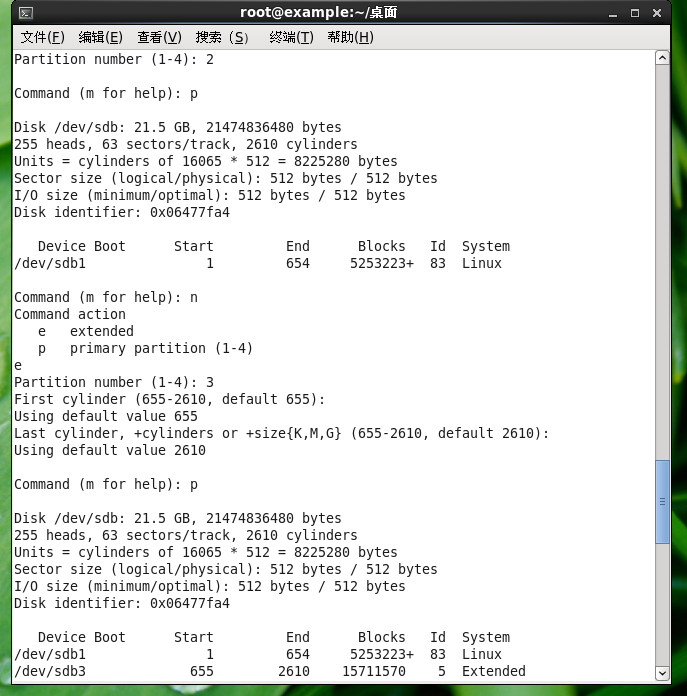 root@example:~/桌面
文件(F) 编辑(E) 查看(V) 搜索 (S) 终端(T) 帮助(H)
Partition number (1-4): 2
Command (m for help): p
Disk /dev/sdb: 21.5 GB, 21474836480 bytes
255 heads, 63 sectors/track, 2610 cylinders
Units = cylinders of 16065 * 512 = 8225280 bytes
Sector size (logical/physical): 512 bytes / 512 bytes
I/O size (minimum/optimal): 512 bytes / 512 bytes
Disk identifier: 0x06477fa4
   Device Boot      Start         End      Blocks   Id  System
/dev/sdb1               1         654     5253223+  83  Linux
Command (m for help): n
Command action
   e   extended
   p   primary partition (1-4)
e
Partition number (1-4): 3
First cylinder (655-2610, default 655):
Using default value 655
Last cylinder, +cylinders or +size{K,M,G} (655-2610, default 2610):
Using default value 2610
Command (m for help): p
Disk /dev/sdb: 21.5 GB, 21474836480 bytes
255 heads, 63 sectors/track, 2610 cylinders
Units = cylinders of 16065 * 512 = 8225280 bytes
Sector size (logical/physical): 512 bytes / 512 bytes
I/O size (minimum/optimal): 512 bytes / 512 bytes
Disk identifier: 0x06477fa4
   Device Boot      Start         End      Blocks   Id  System
/dev/sdb1               1         654     5253223+  83  Linux
/dev/sdb3             655        2610    15711570    5  Extended